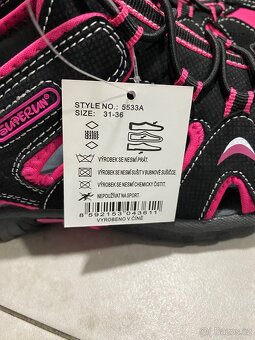 SUPERUN
STYLE NO.: 5533A
SIZE: 31-36
VÝROBEK SE NESMÍ PRÁT.
VÝROBEK SE NESMÍ SUŠIT V BUBNOVÉ SUŠIČCE.
VÝROBEK SE NESMÍ CHEMICKY ČISTIT.
NEPOUŽÍVAT NA SPORT.
8 592153 043611
VYROBENO V ČÍNĚ